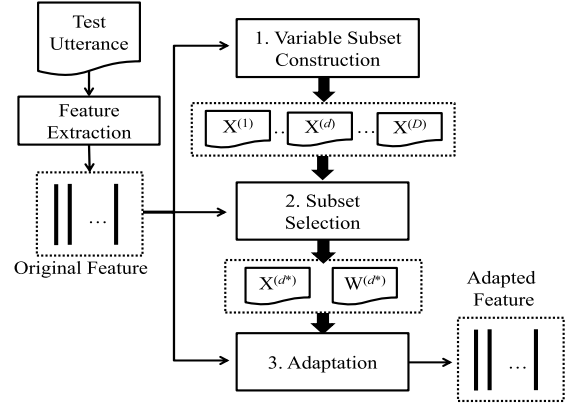 Test
Utterance
Feature
Extraction
...
Original Feature
1. Variable Subset
Construction
X(1) ... X(d) ... X(D)
2. Subset
Selection
X(d*) W(d*)
3. Adaptation
Adapted
Feature
...